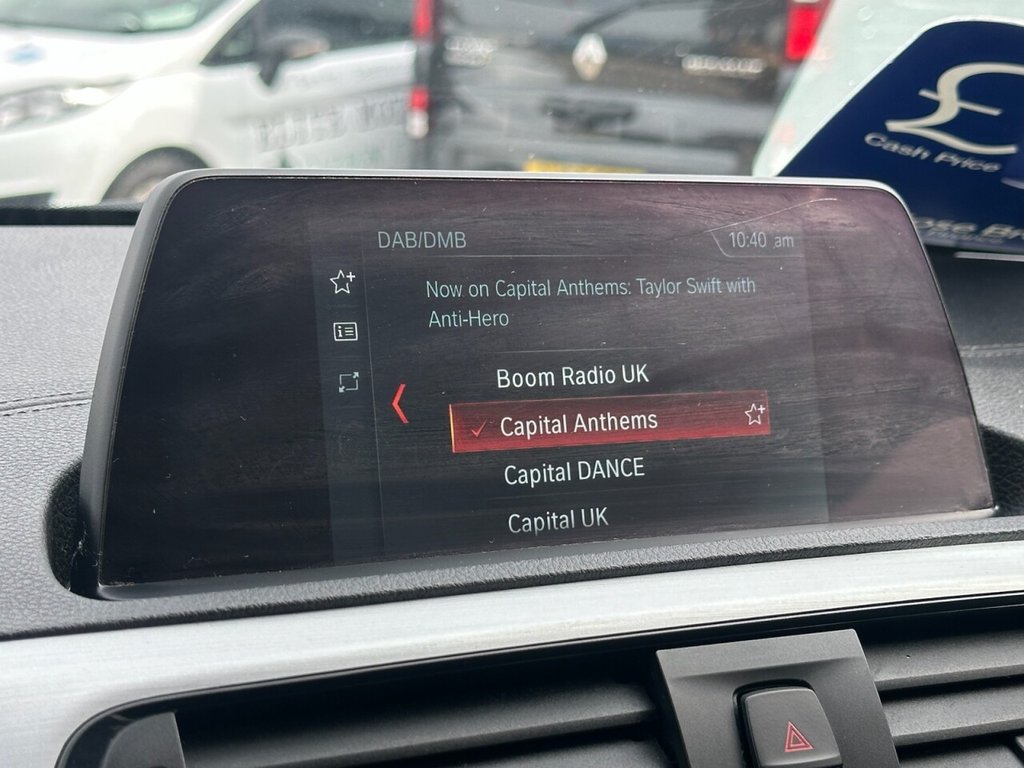 £
Cash Price
DAB/DMB
10:40 am
Now on Capital Anthems: Taylor Swift with
Anti-Hero
Boom Radio UK
Capital Anthems
Capital DANCE
Capital UK